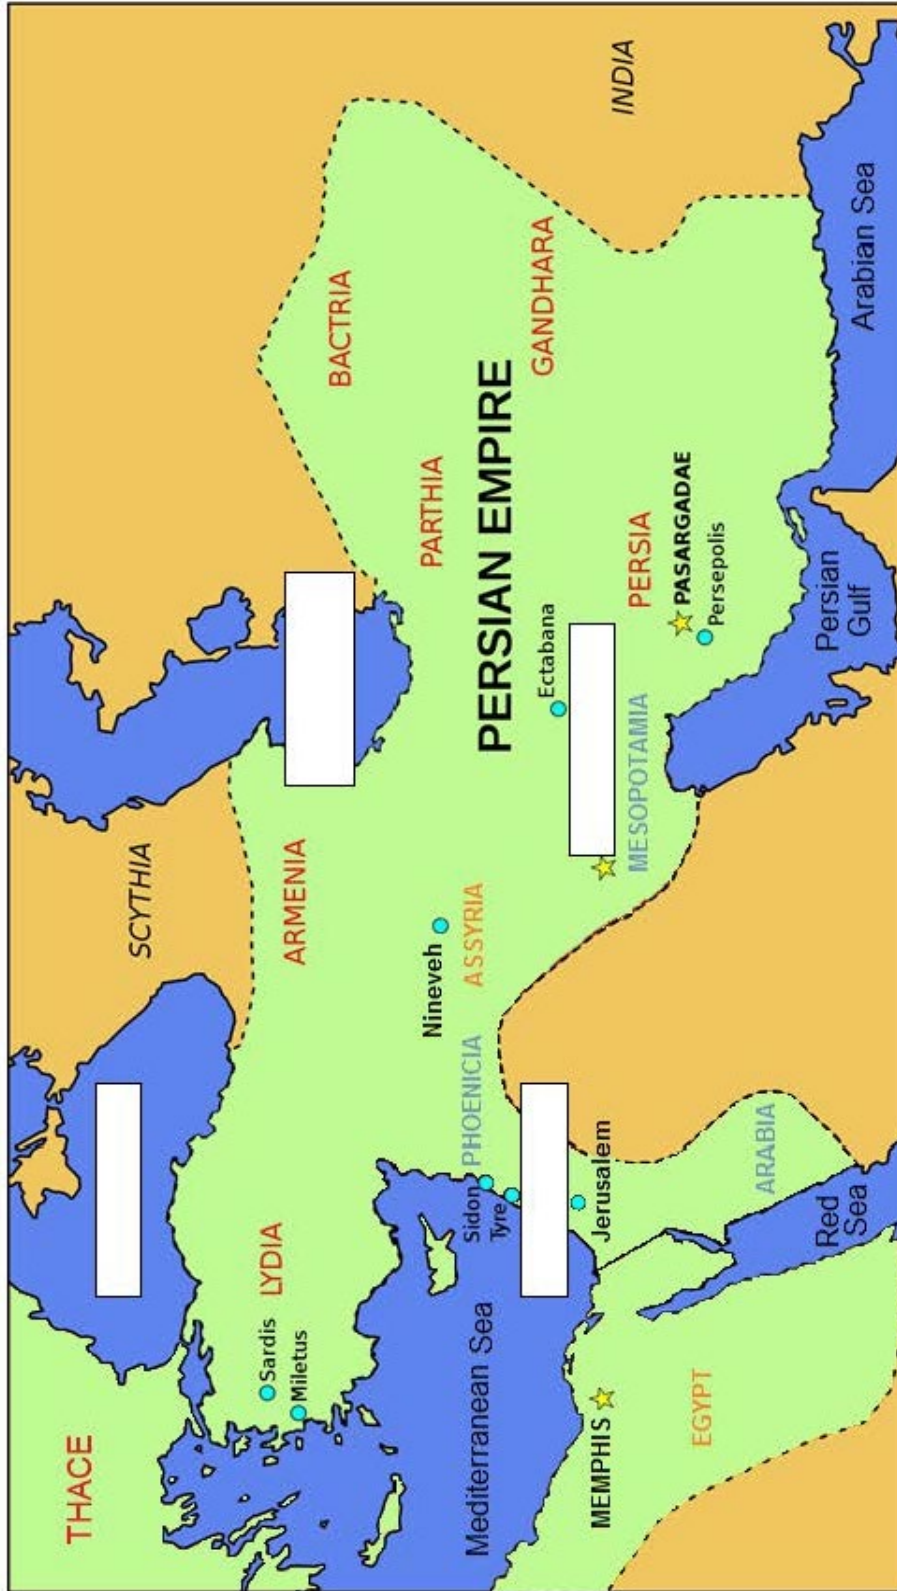 THACE
SCYTHIA
INDIA
BACTRIA
ARMENIA
LYDIA
Sardis
Miletus
PARTHIA
GANDHARA
PERSIAN EMPIRE
Nineveh
ASSYRIA
PHOENICIA
Sidon
Tyre
Ectabana
PERSIA
PASARGADAE
Persepolis
MESOPOTAMIA
Jerusalem
Mediterranean Sea
MEMPHIS
EGYPT
ARABIA
Red
Sea
Persian
Gulf
Arabian Sea